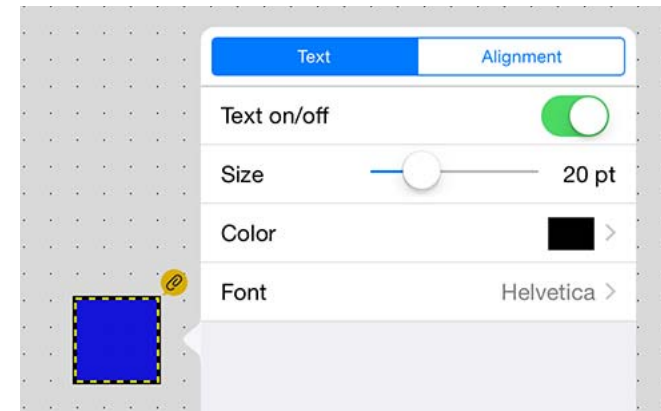 Text Alignment
Text on/off
Size 20 pt
Color
Font Helvetica